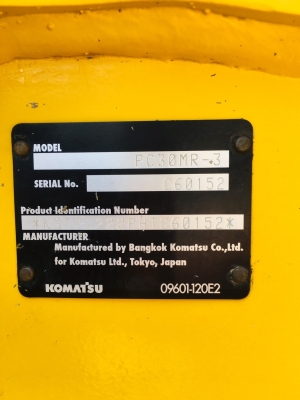 MODEL
PC30MR-3
SERIAL No.
C60152
Product Identification Number
MANUFACTURER
Manufactured by Bangkok Komatsu Co.,Ltd.
for Komatsu Ltd., Tokyo, Japan
KOMATSU 09601-120E2